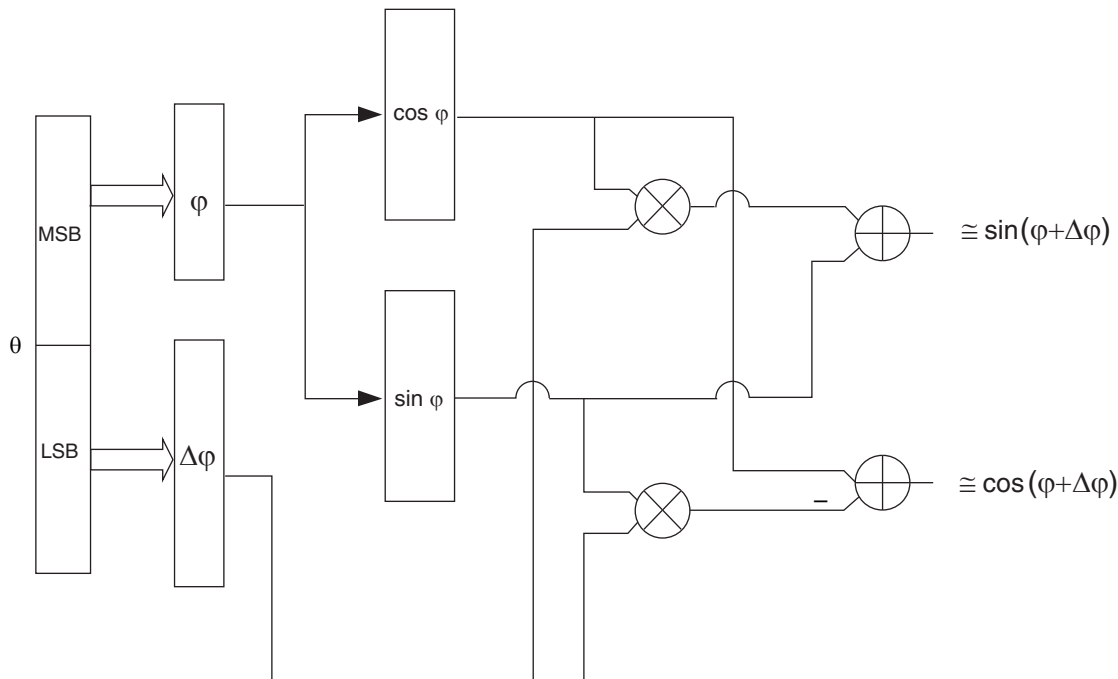 cos φ
MSB
φ
≅ sin(φ+Δφ)
θ
sin φ
LSB
Δφ
–
≅ cos(φ+Δφ)